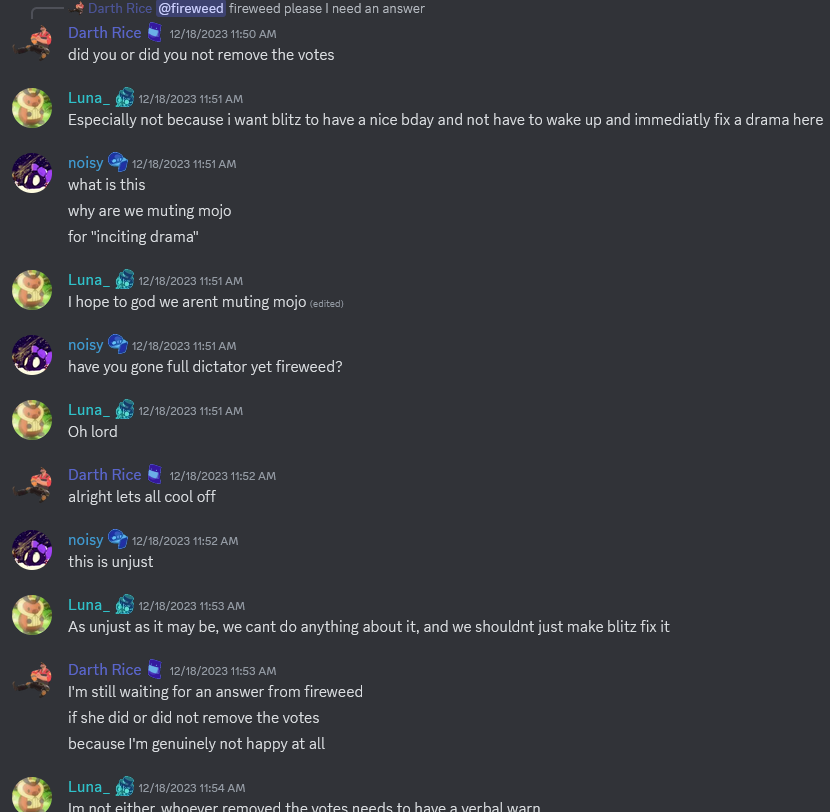 Darth Rice @fireweed fireweed please I need an answer
Darth Rice 12/18/2023 11:50 AM
did you or did you not remove the votes
Luna_ 12/18/2023 11:51 AM
Especially not because i want blitz to have a nice bday and not have to wake up and immediatly fix a drama here
noisy 12/18/2023 11:51 AM
what is this
why are we muting mojo
for "inciting drama"
Luna_ 12/18/2023 11:51 AM
I hope to god we arent muting mojo (edited)
noisy 12/18/2023 11:51 AM
have you gone full dictator yet fireweed?
Luna_ 12/18/2023 11:51 AM
Oh lord
Darth Rice 12/18/2023 11:52 AM
alright lets all cool off
noisy 12/18/2023 11:52 AM
this is unjust
Luna_ 12/18/2023 11:53 AM
As unjust as it may be, we cant do anything about it, and we shouldnt just make blitz fix it
Darth Rice 12/18/2023 11:53 AM
I'm still waiting for an answer from fireweed
if she did or did not remove the votes
because I'm genuinely not happy at all
Luna_ 12/18/2023 11:54 AM
Im not either, whoever removed the votes needs to have a verbal warn